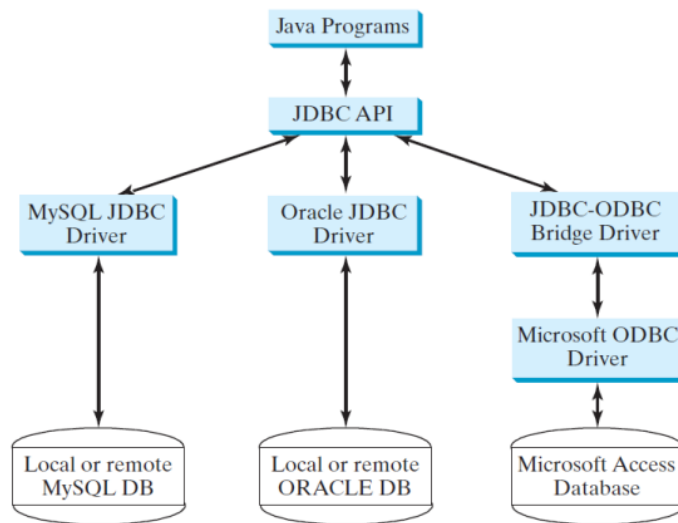 Java Programs
JDBC API
MySQL JDBC
Driver
Oracle JDBC
Driver
JDBC-ODBC
Bridge Driver
Microsoft ODBC
Driver
Local or remote
MySQL DB
Local or remote
ORACLE DB
Microsoft Access
Database